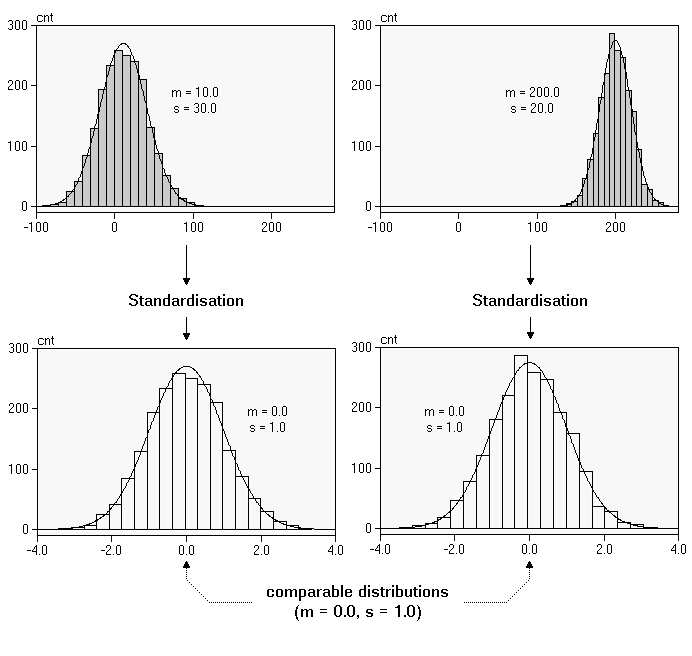 300 cnt
200
100
0
m = 10.0
s = 30.0
-100 0 100 200
300 cnt
200
100
0
m = 200.0
s = 20.0
-100 0 100 200
Standardisation
Standardisation
300 cnt
200
100
0
m = 0.0
s = 1.0
-4.0 -2.0 0.0 2.0 4.0
300 cnt
200
100
0
m = 0.0
s = 1.0
-4.0 -2.0 0.0 2.0 4.0
comparable distributions
(m = 0.0, s = 1.0)